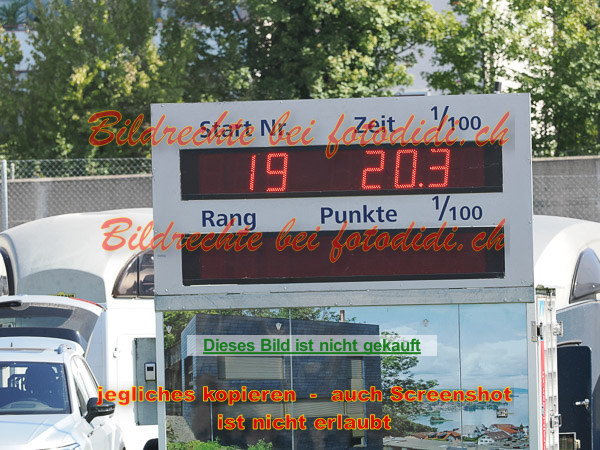 Start Nr. Zeit 1/100
Bildrechte bei fotodidi.ch
19 20.3
Rang Punkte 1/100
Bildrechte bei fotodidi.ch
Dieses Bild ist nicht gekauft
jegliches kopieren - auch Screenshot
ist nicht erlaubt